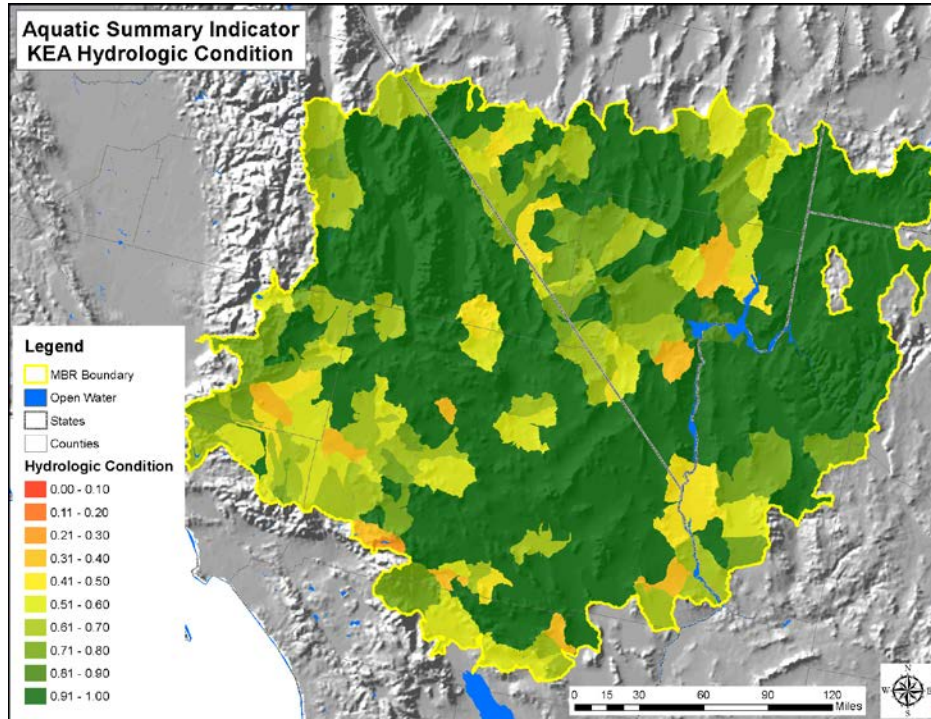 Aquatic Summary Indicator
KEA Hydrologic Condition
Legend
MBR Boundary
Open Water
States
Counties
Hydrologic Condition
0.00 - 0.10
0.11 - 0.20
0.21 - 0.30
0.31 - 0.40
0.41 - 0.50
0.51 - 0.60
0.61 - 0.70
0.71 - 0.80
0.81 - 0.90
0.91 - 1.00
N
W E
S
0 15 30 60 90 120
Miles